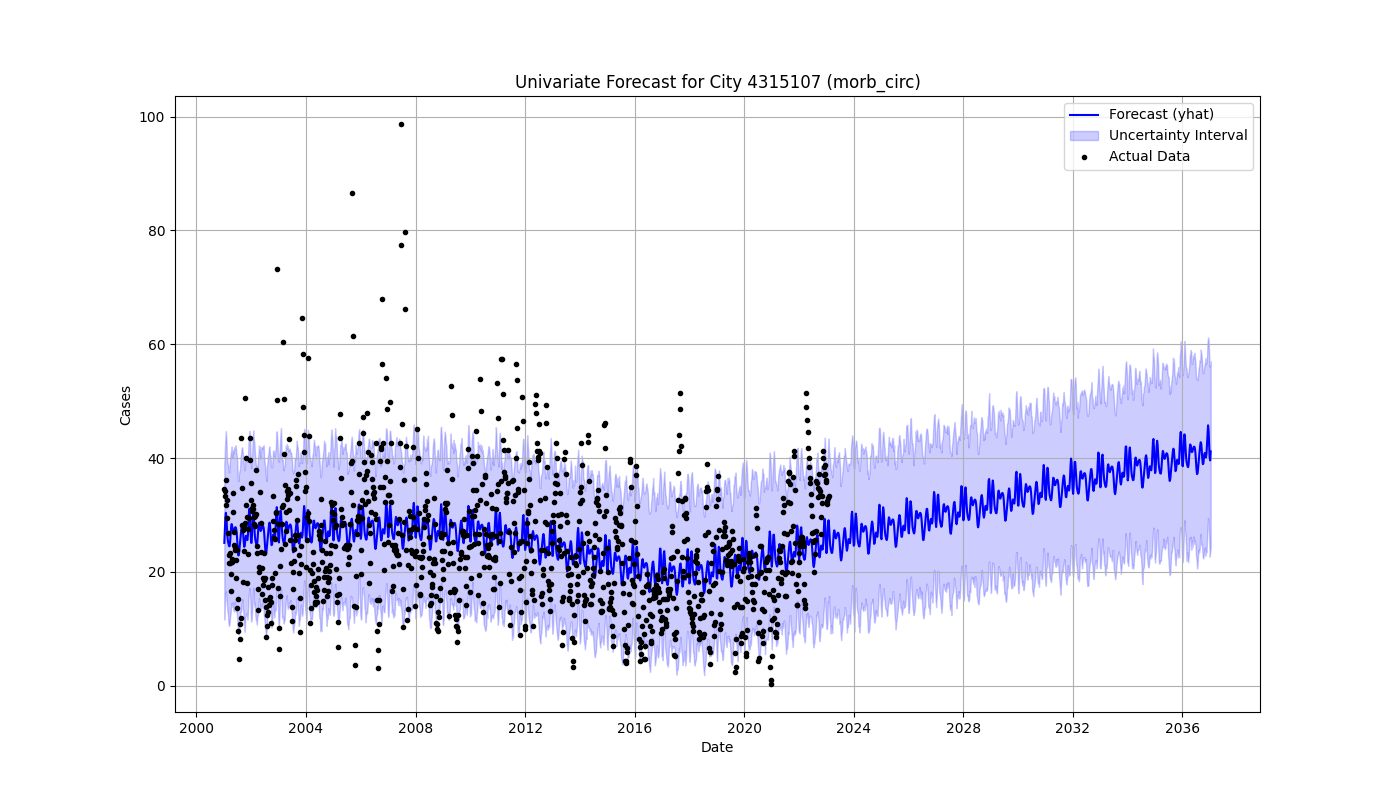 Univariate Forecast for City 4315107 (morb_circ)
Forecast (yhat)
Uncertainty Interval
Actual Data
100
80
60
40
20
0
Cases
2000 2004 2008 2012 2016 2020 2024 2028 2032 2036
Date